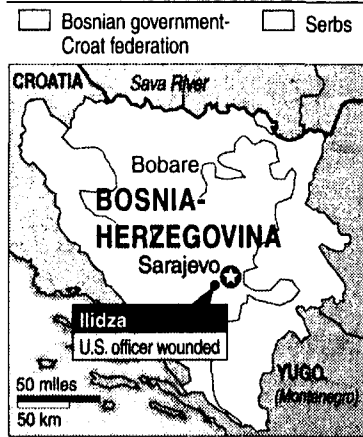 Bosnian government-
Croat federation
Serbs
CROATIA
Sava River
Bobare
BOSNIA-
HERZEGOVINA
Sarajevo
Ilidza
U.S. officer wounded
YUGO.
(Montenegro)
50 miles
50 km